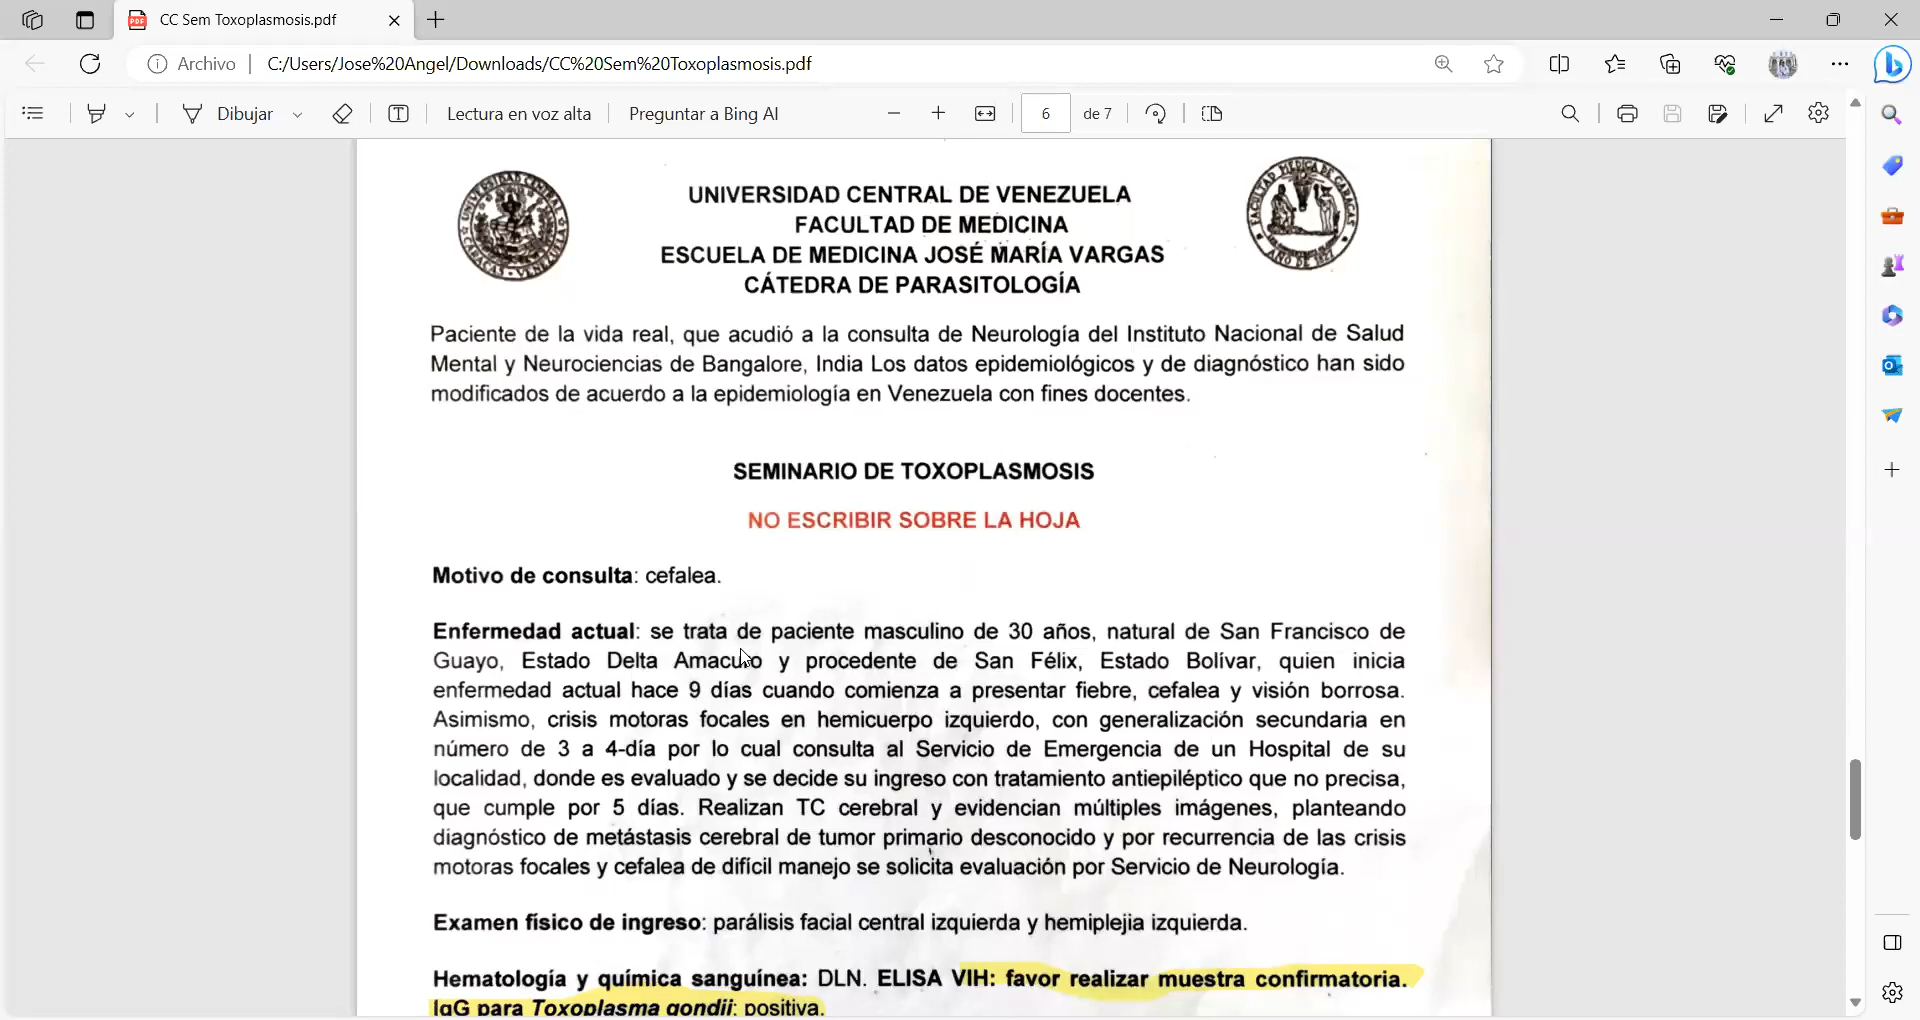 CC Sem Toxoplasmosis.pdf
Archivo
C:/Users/Jose%20Angel/Downloads/CC%20Sem%20Toxoplasmosis.pdf
Dibujar
Lectura en voz alta
Preguntar a Bing AI
6
de 7
UNIVERSIDAD CENTRAL DE VENEZUELA
FACULTAD DE MEDICINA
ESCUELA DE MEDICINA JOSÉ MARÍA VARGAS
CÁTEDRA DE PARASITOLOGÍA
Paciente de la vida real, que acudió a la consulta de Neurología del Instituto Nacional de Salud
Mental y Neurociencias de Bangalore, India Los datos epidemiológicos y de diagnóstico han sido
modificados de acuerdo a la epidemiología en Venezuela con fines docentes.
SEMINARIO DE TOXOPLASMOSIS
NO ESCRIBIR SOBRE LA HOJA
Motivo de consulta: cefalea.
Enfermedad actual: se trata de paciente masculino de 30 años, natural de San Francisco de
Guayo, Estado Delta Amacuro y procedente de San Félix, Estado Bolívar, quien inicia
enfermedad actual hace 9 días cuando comienza a presentar fiebre, cefalea y visión borrosa.
Asimismo, crisis motoras focales en hemicuerpo izquierdo, con generalización secundaria en
número de 3 a 4-día por lo cual consulta al Servicio de Emergencia de un Hospital de su
localidad, donde es evaluado y se decide su ingreso con tratamiento antiepiléptico que no precisa,
que cumple por 5 días. Realizan TC cerebral y evidencian múltiples imágenes, planteando
diagnóstico de metástasis cerebral de tumor primario desconocido y por recurrencia de las crisis
motoras focales y cefalea de difícil manejo se solicita evaluación por Servicio de Neurología.
Examen físico de ingreso: parálisis facial central izquierda y hemiplejia izquierda.
Hematología y química sanguínea: DLN. ELISA VIH: favor realizar muestra confirmatoria.
IgG para Toxoplasma gondii: positiva.